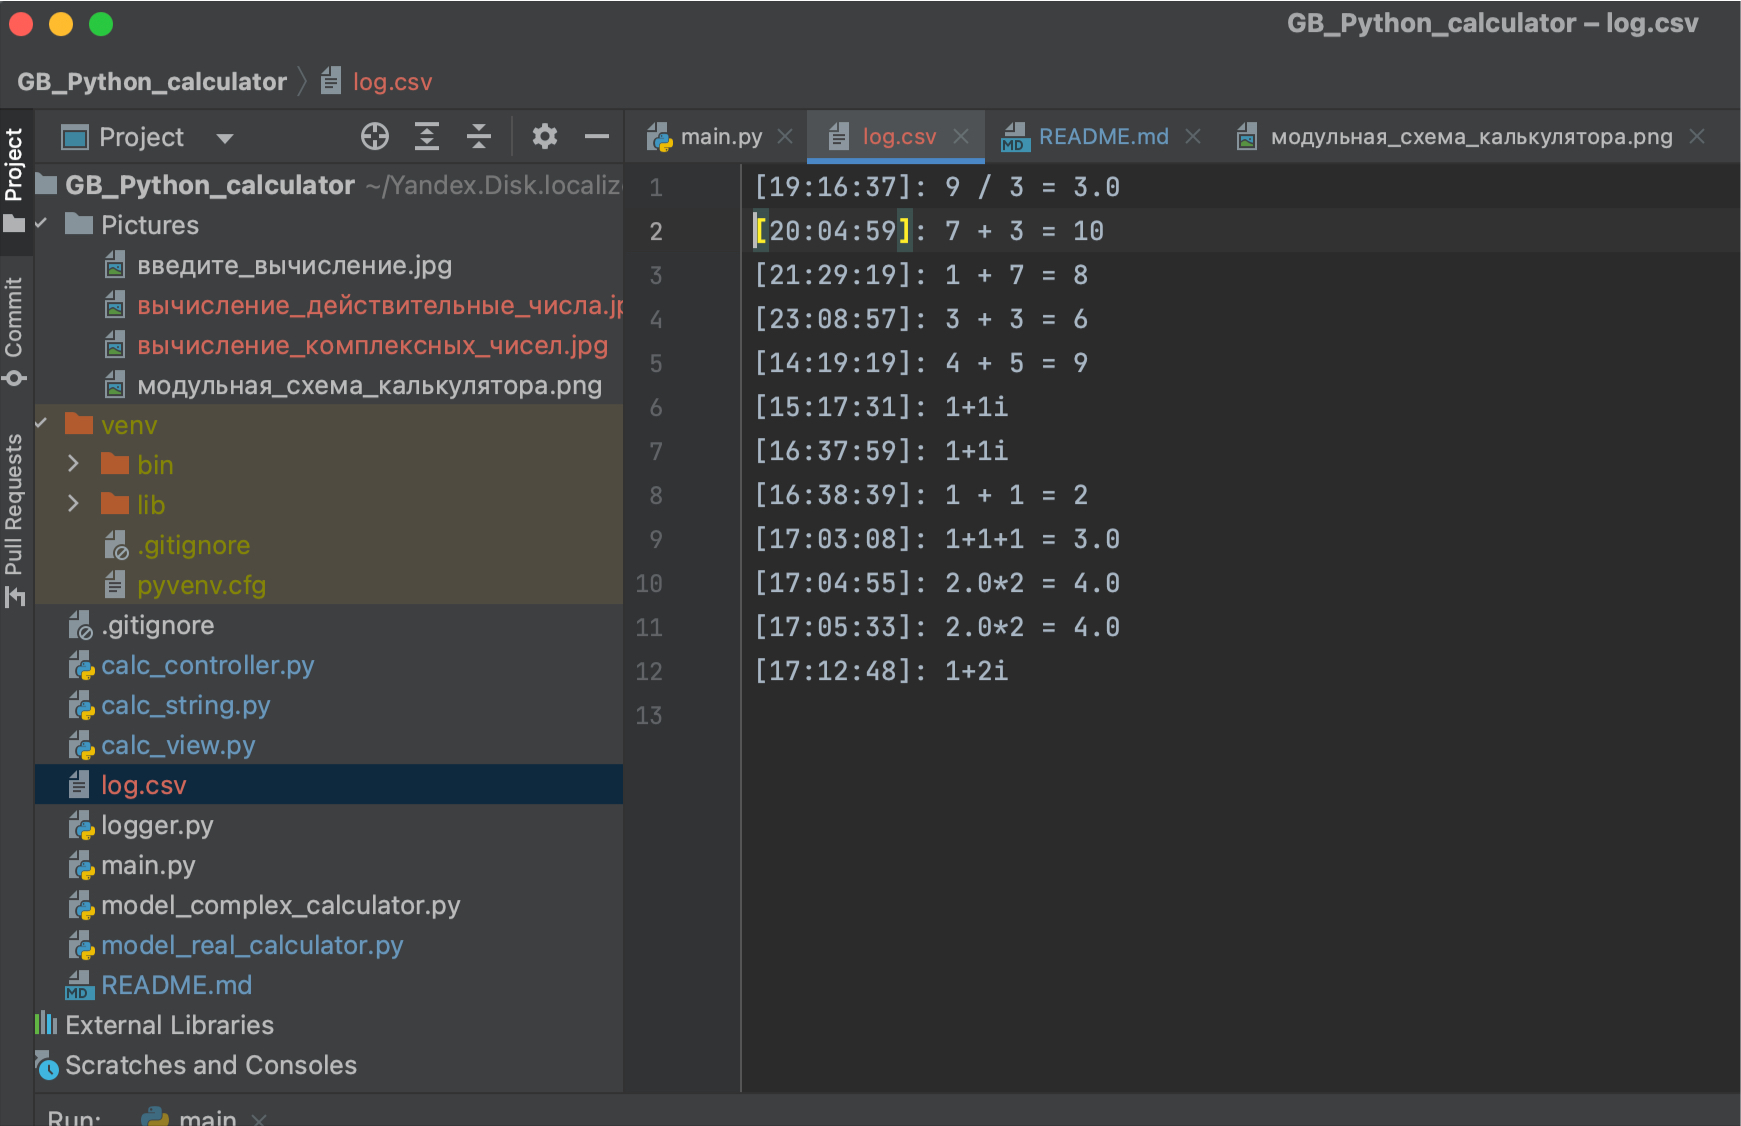 GB_Python_calculator – log.csv
GB_Python_calculator
log.csv
Project
Commit
Pull Requests
Project
GB_Python_calculator ~/Yandex.Disk.localiz
Pictures
введите_вычисление.jpg
вычисление_действительные_числа.jp
вычисление_комплексных_чисел.jpg
модульная_схема_калькулятора.png
venv
bin
lib
.gitignore
pyvenv.cfg
.gitignore
calc_controller.py
calc_string.py
calc_view.py
log.csv
logger.py
main.py
model_complex_calculator.py
model_real_calculator.py
MD README.md
External Libraries
Scratches and Consoles
main.py
log.csv
MD README.md
модульная_схема_калькулятора.png
1 [19:16:37]: 9 / 3 = 3.0
2 [20:04:59]: 7 + 3 = 10
3 [21:29:19]: 1 + 7 = 8
4 [23:08:57]: 3 + 3 = 6
5 [14:19:19]: 4 + 5 = 9
6 [15:17:31]: 1+1i
7 [16:37:59]: 1+1i
8 [16:38:39]: 1 + 1 = 2
9 [17:03:08]: 1+1+1 = 3.0
10 [17:04:55]: 2.0*2 = 4.0
11 [17:05:33]: 2.0*2 = 4.0
12 [17:12:48]: 1+2i
13
Run: main